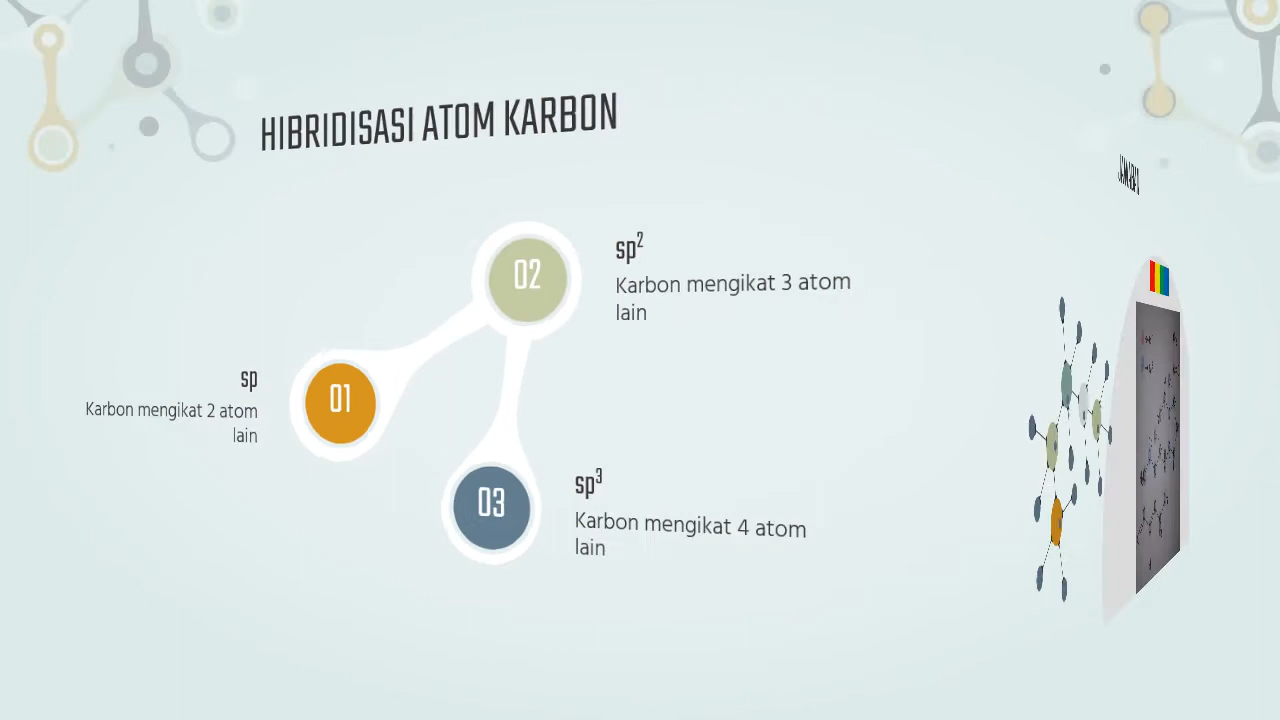 HIBRIDISASI ATOM KARBON
02
sp²
Karbon mengikat 3 atom
lain
01
sp
Karbon mengikat 2 atom
lain
03
sp³
Karbon mengikat 4 atom
lain